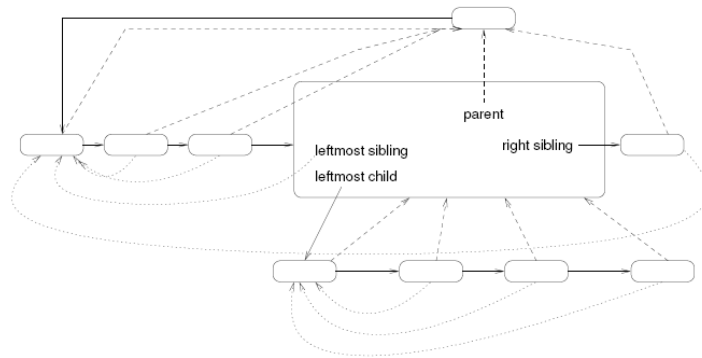 parent
right sibling
leftmost sibling
leftmost child